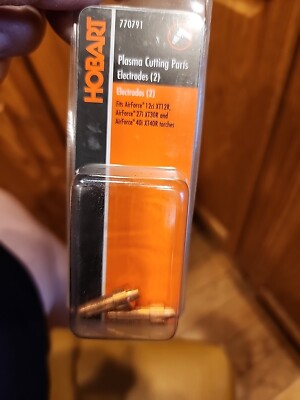 770791
HOBART
Plasma Cutting Parts
Electrodes (2)
Electrodes (2)
Fits AirForce® 12ci XT12R,
AirForce® 27i XT30R and
AirForce® 40i XT40R torches